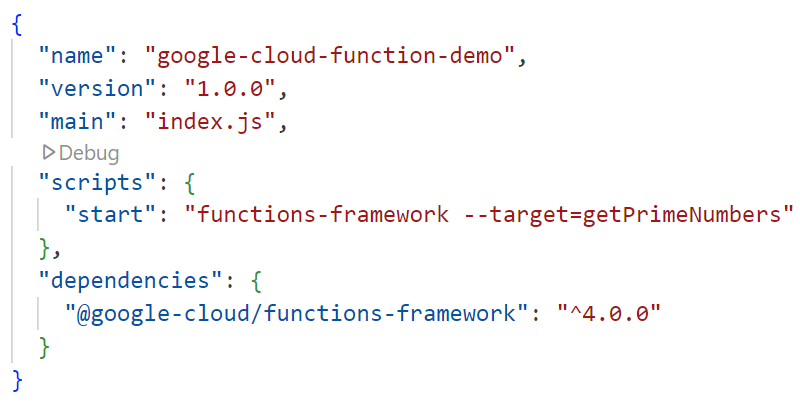 {
"name": "google-cloud-function-demo",
"version": "1.0.0",
"main": "index.js",
Debug
"scripts": {
"start": "functions-framework --target=getPrimeNumbers"
},
"dependencies": {
"@google-cloud/functions-framework": "^4.0.0"
}
}